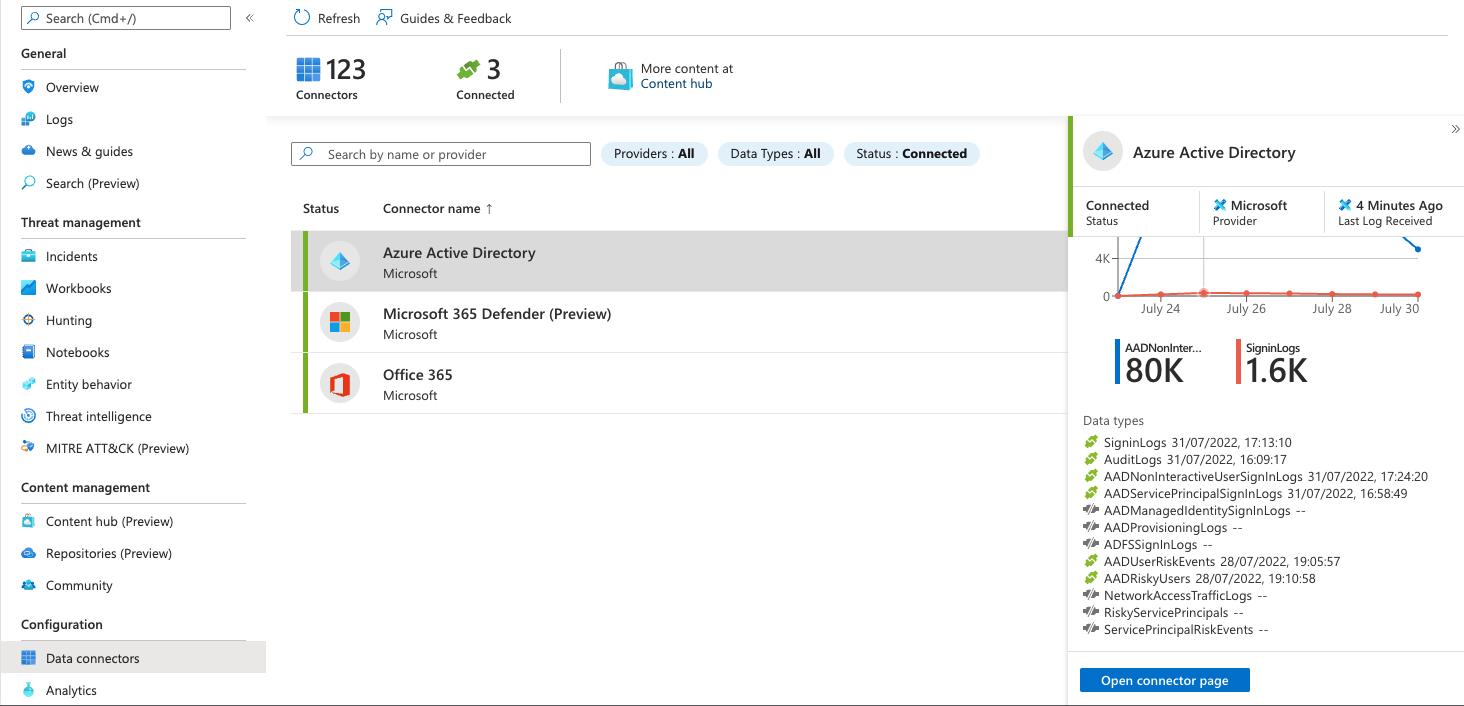 Search (Cmd+/)
«
General
Overview
Logs
News & guides
Search (Preview)
Threat management
Incidents
Workbooks
Hunting
Notebooks
Entity behavior
Threat intelligence
MITRE ATT&CK (Preview)
Content management
Content hub (Preview)
Repositories (Preview)
Community
Configuration
Data connectors
Analytics
Refresh
Guides & Feedback
123
Connectors
3
Connected
More content at
Content hub
Search by name or provider
Providers : All
Data Types : All
Status : Connected
Status
Connector name ↑
Azure Active Directory
Microsoft
Microsoft 365 Defender (Preview)
Microsoft
Office 365
Microsoft
»
Azure Active Directory
Connected
Status
Microsoft
Provider
4 Minutes Ago
Last Log Received
4K
0
July 24
July 26
July 28
July 30
AADNonInter...
80K
SigninLogs
1.6K
Data types
SigninLogs 31/07/2022, 17:13:10
AuditLogs 31/07/2022, 16:09:17
AADNonInteractiveUserSignInLogs 31/07/2022, 17:24:20
AADServicePrincipalSignInLogs 31/07/2022, 16:58:49
AADManagedIdentitySignInLogs --
AADProvisioningLogs --
ADFSSignInLogs --
AADUserRiskEvents 28/07/2022, 19:05:57
AADRiskyUsers 28/07/2022, 19:10:58
NetworkAccessTrafficLogs --
RiskyServicePrincipals --
ServicePrincipalRiskEvents --
Open connector page